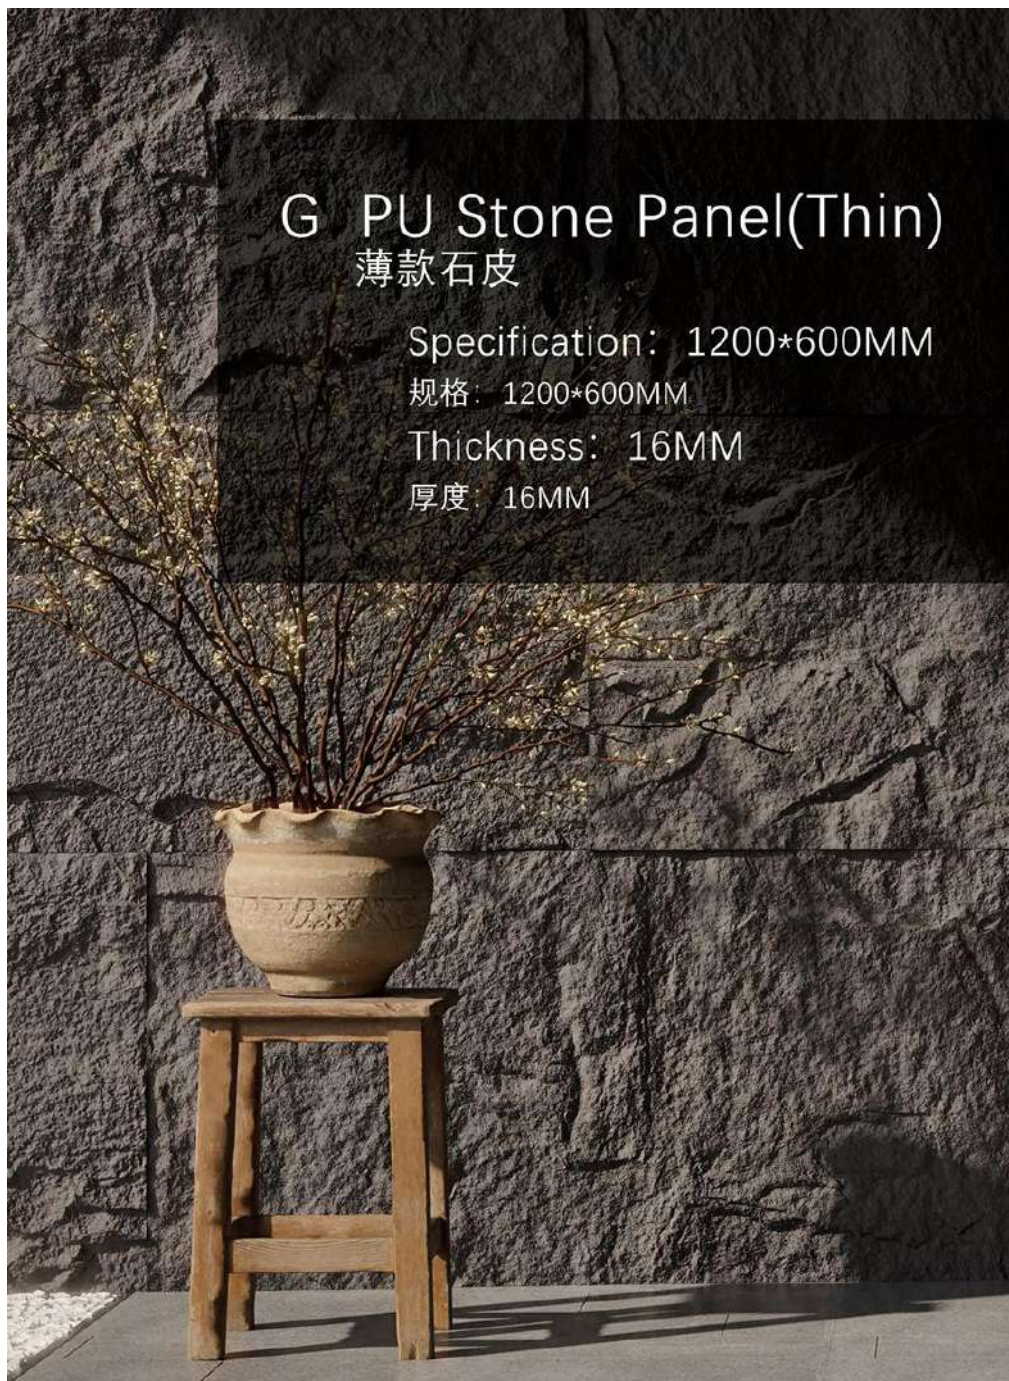 G PU Stone Panel(Thin)
薄款石皮
Specification: 1200*600MM
规格: 1200*600MM
Thickness: 16MM
厚度: 16MM